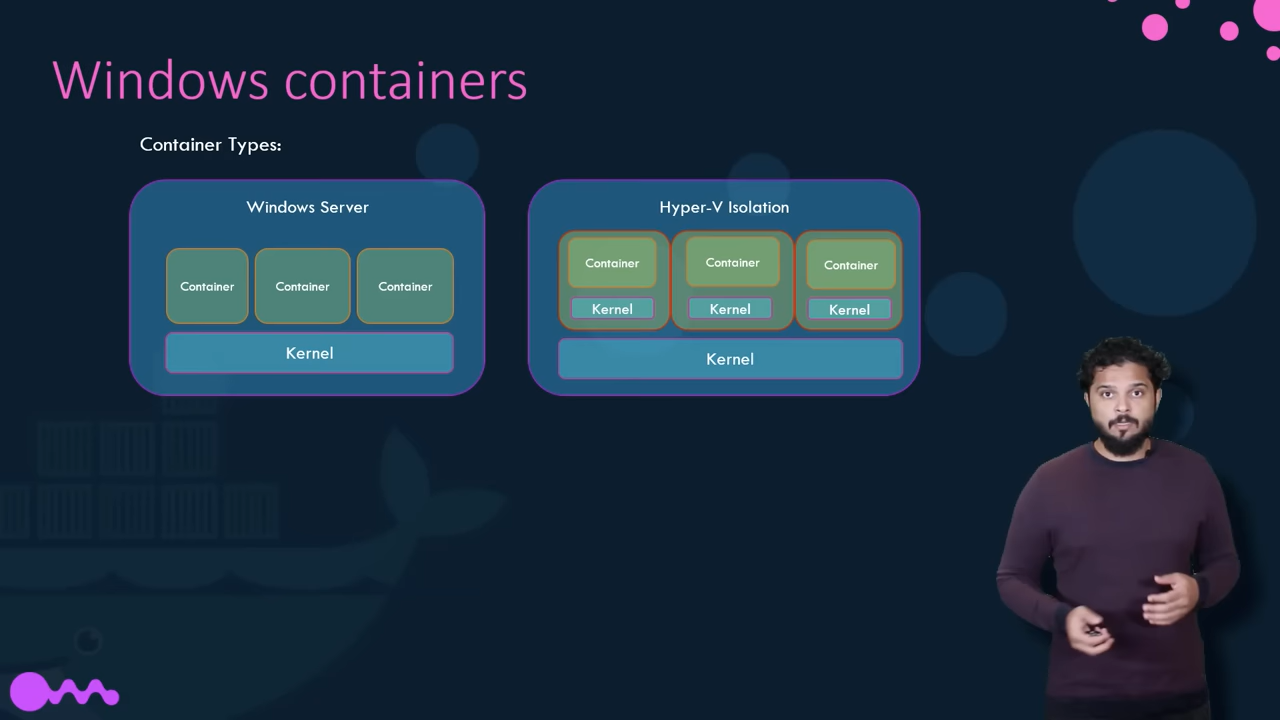 Windows containers
Container Types:
Windows Server
Container Container Container
Kernel
Hyper-V Isolation
Container Container Container
Kernel Kernel Kernel
Kernel